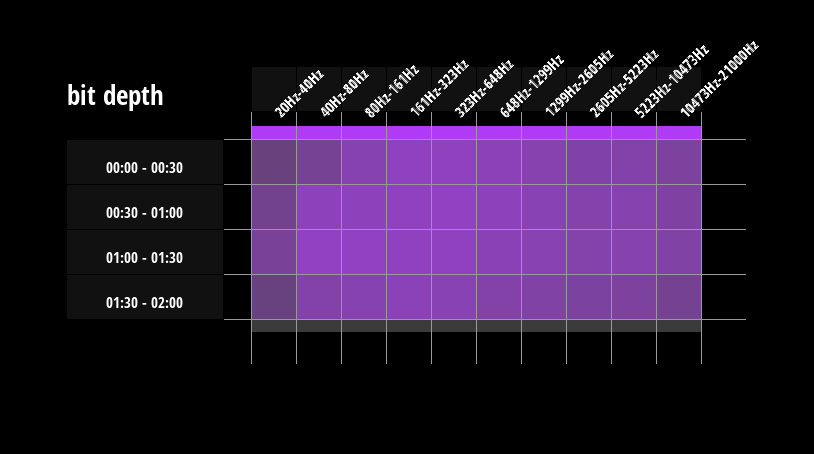 bit depth
20Hz-40Hz
40Hz-80Hz
80Hz-161Hz
161Hz-323Hz
323Hz-648Hz
648Hz-1299Hz
1299Hz-2605Hz
2605Hz-5223Hz
5223Hz-10473Hz
10473Hz-21000Hz
00:00 - 00:30
00:30 - 01:00
01:00 - 01:30
01:30 - 02:00